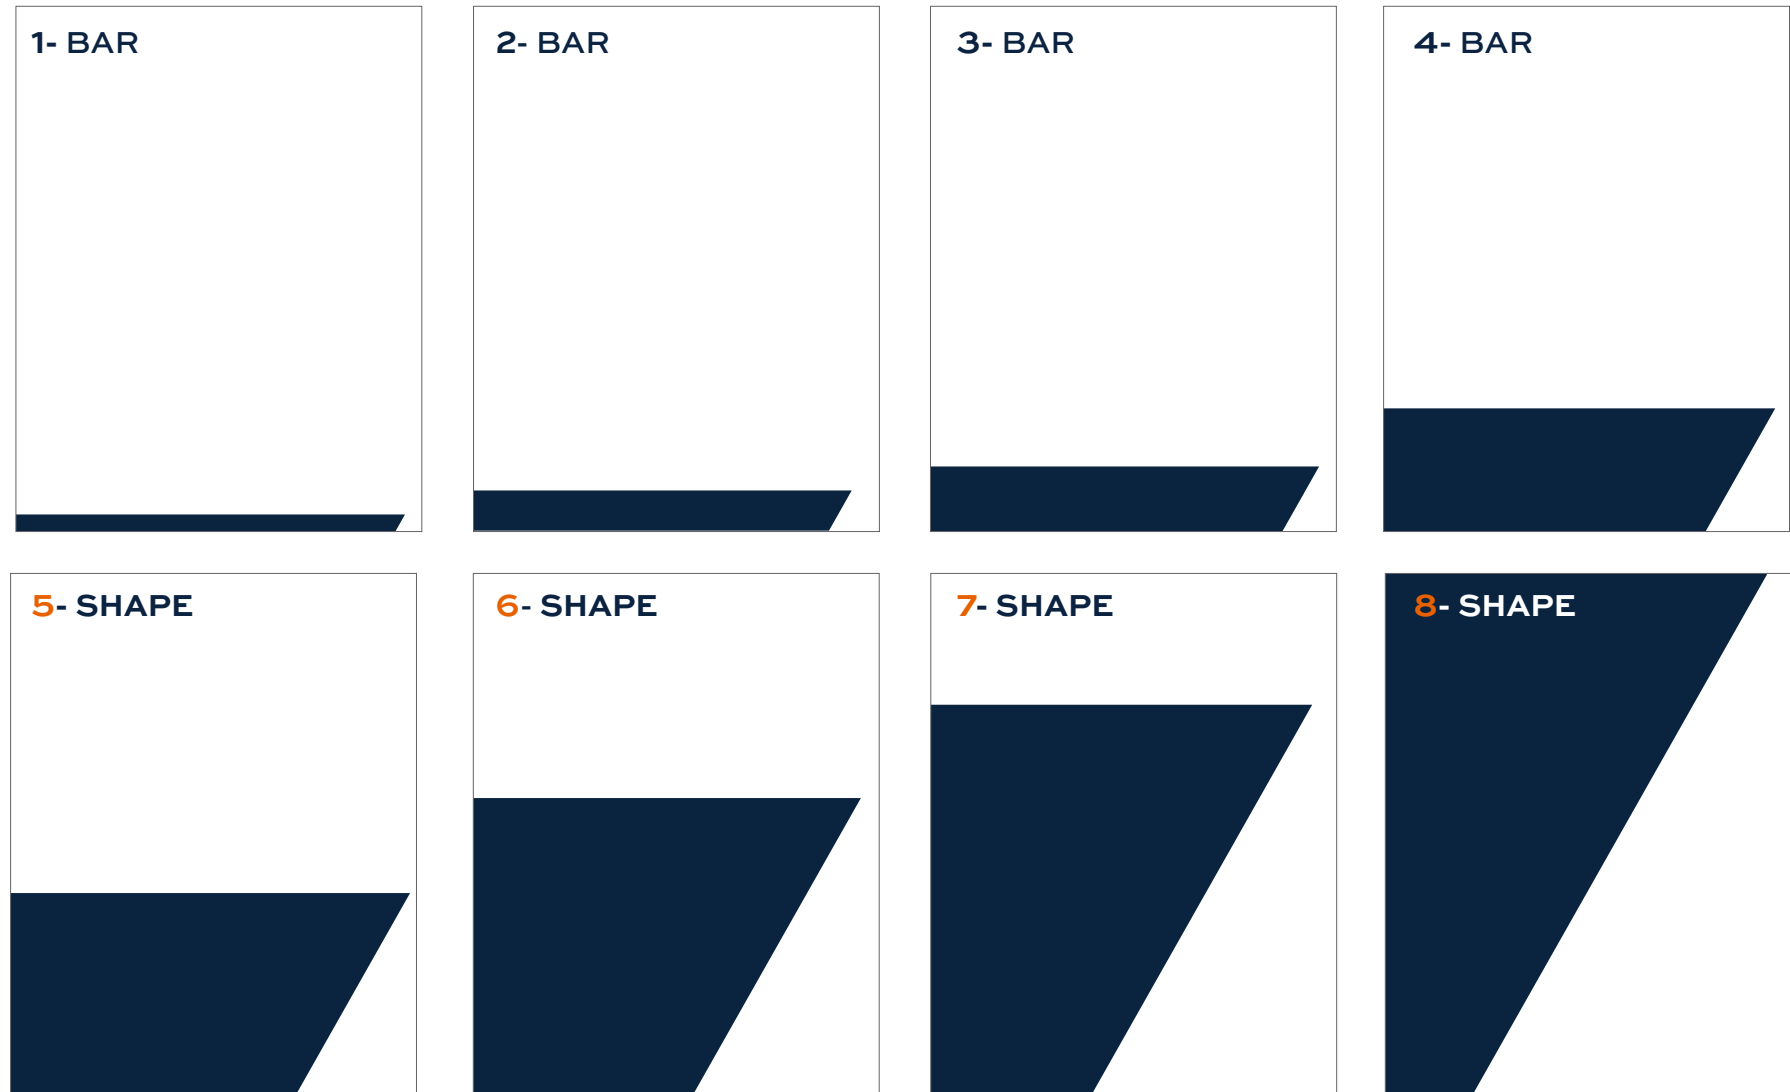 1- BAR
2- BAR
3- BAR
4- BAR
5- SHAPE
6- SHAPE
7- SHAPE
8- SHAPE